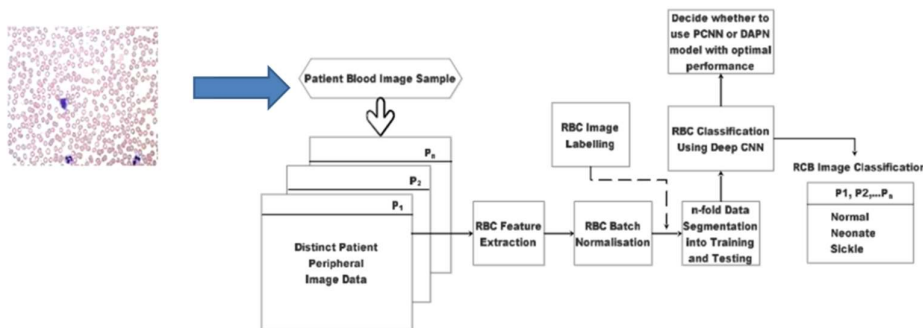 Patient Blood Image Sample
Pn
P2
P1
Distinct Patient
Peripheral
Image Data
RBC Feature
Extraction
RBC Batch
Normalisation
RBC Image
Labelling
n-fold Data
Segmentation
Into Training
and Testing
RBC Classification
Using Deep CNN
Decide whether to
use PCNN or DAPN
model with optimal
performance
RCB Image Classification
P1, P2,...Pn
Normal
Neonate
Sickle